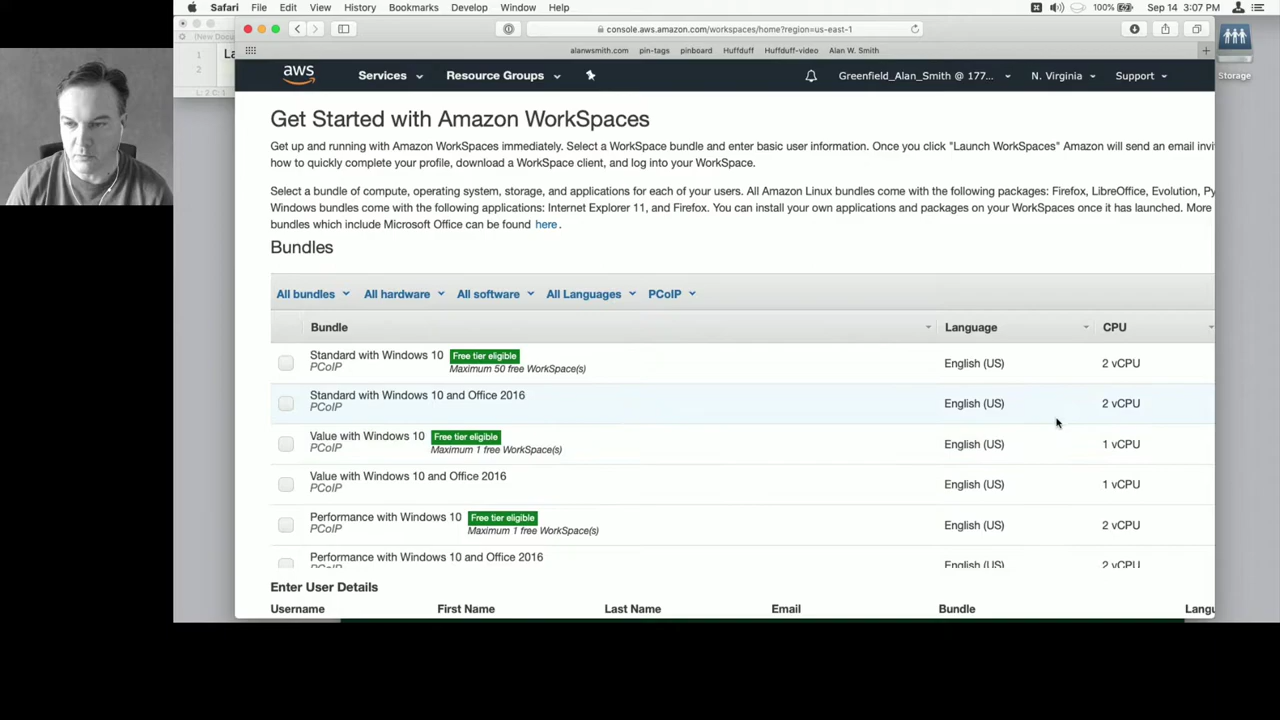 Safari File Edit View History Bookmarks Develop Window Help 100% Sep 14 3:07 PM
(New Doc
console.aws.amazon.com/workspaces/home?region=us-east-1
1 La
2
alanwsmith.com pin-tags pinboard Huffduff Huffduff-video Alan W. Smith
Storage
aws Services Resource Groups Greenfield_Alan_Smith @ 177... N. Virginia Support
L: 2 C: 1
Get Started with Amazon WorkSpaces
Get up and running with Amazon WorkSpaces immediately. Select a WorkSpace bundle and enter basic user information. Once you click "Launch WorkSpaces" Amazon will send an email invi
how to quickly complete your profile, download a WorkSpace client, and log into your WorkSpace.
Select a bundle of compute, operating system, storage, and applications for each of your users. All Amazon Linux bundles come with the following packages: Firefox, LibreOffice, Evolution, Py
Windows bundles come with the following applications: Internet Explorer 11, and Firefox. You can install your own applications and packages on your WorkSpaces once it has launched. More
bundles which include Microsoft Office can be found here.
Bundles
All bundles All hardware All software All Languages PCoIP
Bundle Language CPU
Standard with Windows 10 Free tier eligible
PCoIP Maximum 50 free WorkSpace(s) English (US) 2 vCPU
Standard with Windows 10 and Office 2016
PCoIP English (US) 2 vCPU
Value with Windows 10 Free tier eligible
PCoIP Maximum 1 free WorkSpace(s) English (US) 1 vCPU
Value with Windows 10 and Office 2016
PCoIP English (US) 1 vCPU
Performance with Windows 10 Free tier eligible
PCoIP Maximum 1 free WorkSpace(s) English (US) 2 vCPU
Performance with Windows 10 and Office 2016
PCoIP English (US) 2 vCPU
Enter User Details
Username First Name Last Name Email Bundle Langu